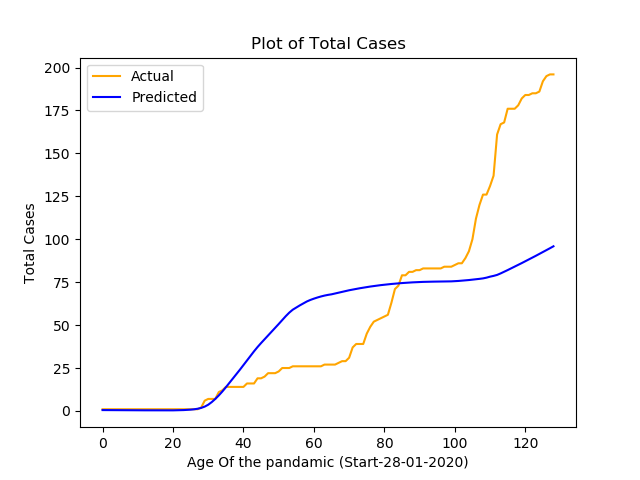 Plot of Total Cases
Actual
Predicted
200
175
150
125
100
75
50
25
0
Total Cases
0 20 40 60 80 100 120
Age Of the pandamic (Start-28-01-2020)